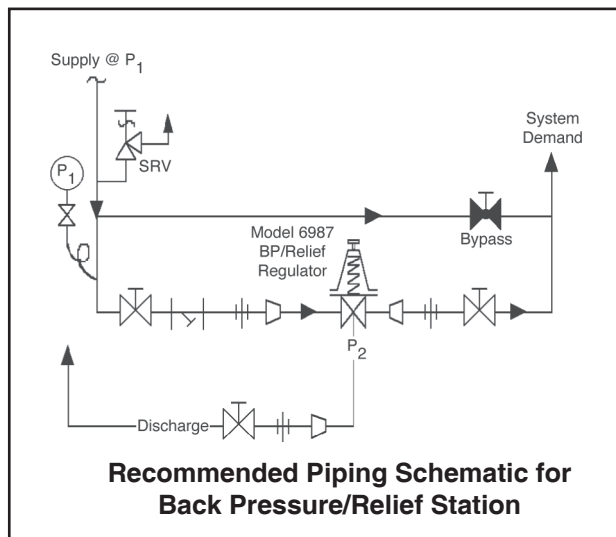 Supply @ P1
SRV
P1
System
Demand
Bypass
Model 6987
BP/Relief
Regulator
P2
Discharge
Recommended Piping Schematic for
Back Pressure/Relief Station